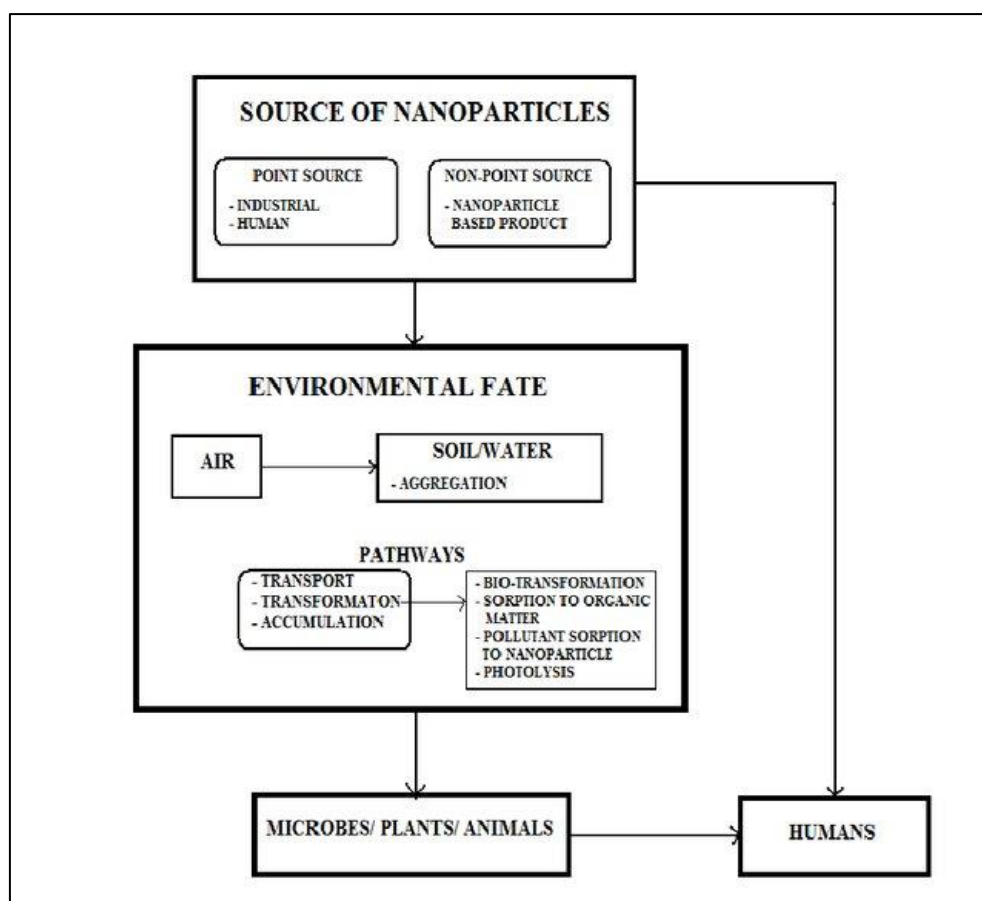 SOURCE OF NANOPARTICLES
POINT SOURCE
- INDUSTRIAL
- HUMAN
NON-POINT SOURCE
- NANOPARTICLE
BASED PRODUCT
ENVIRONMENTAL FATE
AIR
SOIL/WATER
- AGGREGATION
PATHWAYS
- TRANSPORT
- TRANSFORMATON
- ACCUMULATION
- BIO-TRANSFORMATION
- SORPTION TO ORGANIC
MATTER
- POLLUTANT SORPTION
TO NANOPARTICLE
- PHOTOLYSIS
MICROBES/ PLANTS/ ANIMALS
HUMANS